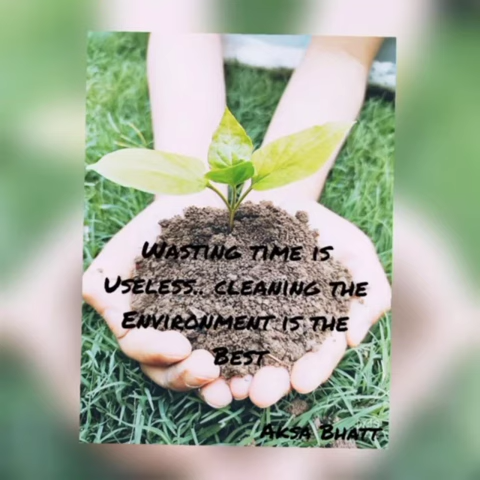 Wasting time is
Useless.. cleaning the
Environment is the
Best
Aksa Bhatt